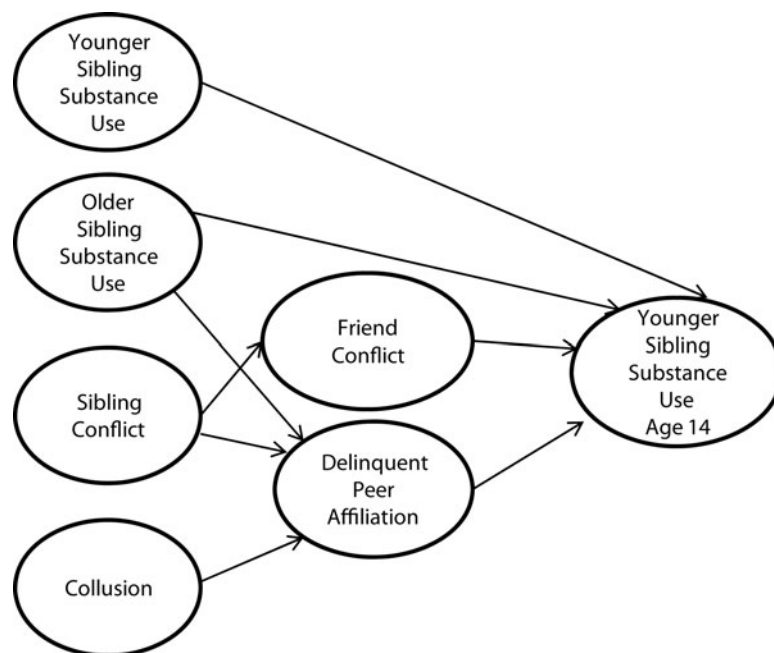 Younger
Sibling
Substance
Use
Older
Sibling
Substance
Use
Sibling
Conflict
Collusion
Friend
Conflict
Delinquent
Peer
Affiliation
Younger
Sibling
Substance
Use
Age 14